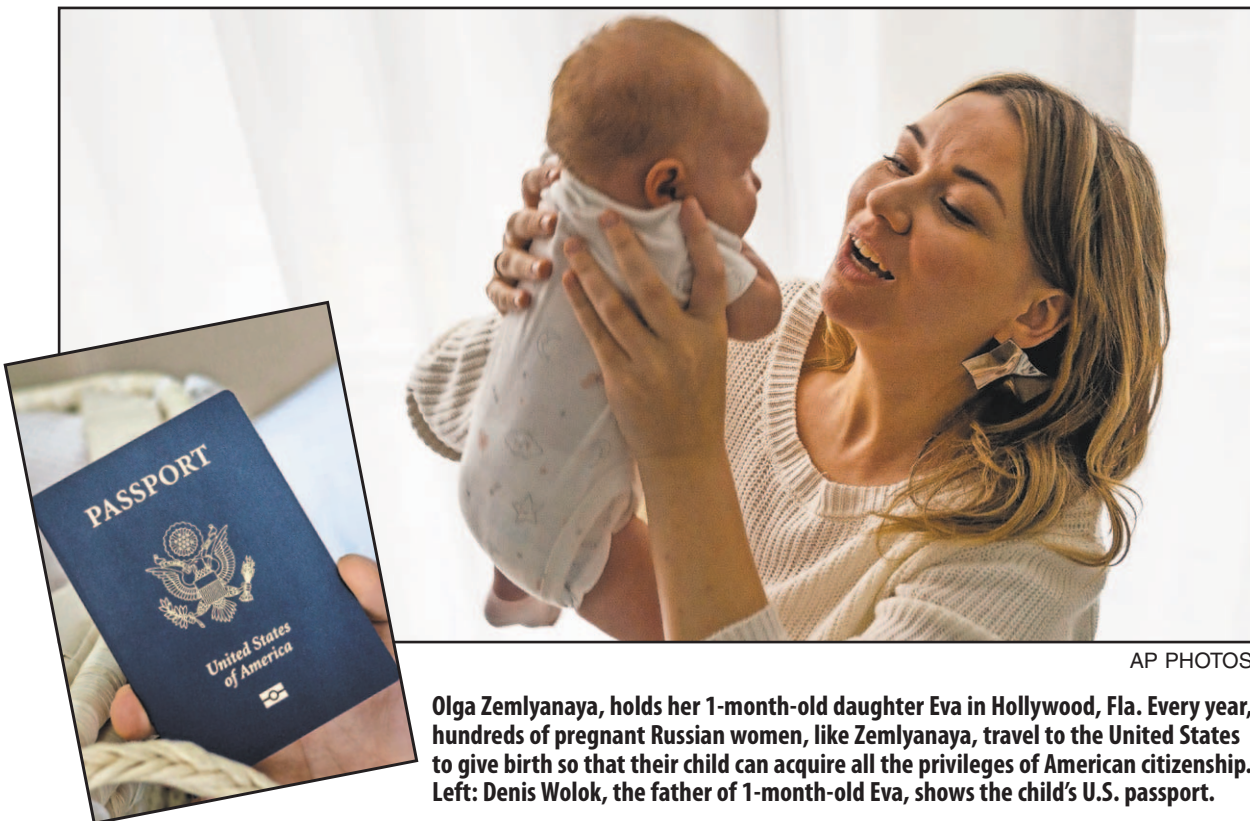 PASSPORT
United States
of America
AP PHOTOS
Olga Zemlyanaya, holds her 1-month-old daughter Eva in Hollywood, Fla. Every year,
hundreds of pregnant Russian women, like Zemlyanaya, travel to the United States
to give birth so that their child can acquire all the privileges of American citizenship.
Left: Denis Wolok, the father of 1-month-old Eva, shows the child's U.S. passport.